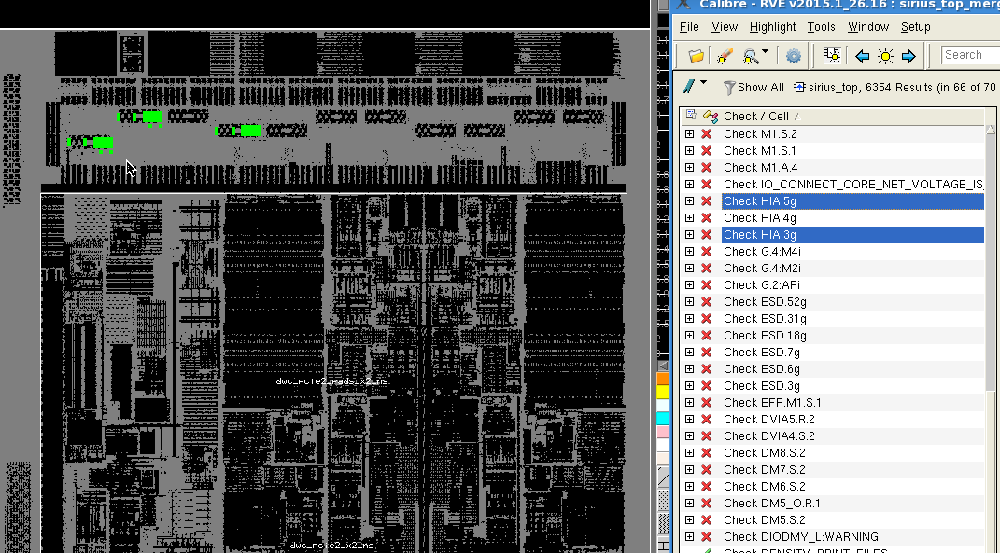 Calibre - RVE v2015.1_26.16 : sirius_top_merg
File View Highlight Tools Window Setup
Search
Show All sirius_top, 6354 Results (in 66 of 70
Check / Cell
Check M1.S.2
Check M1.S.1
Check M1.A.4
Check IO_CONNECT_CORE_NET_VOLTAGE_IS_
Check HIA.5g
Check HIA.4g
Check HIA.3g
Check G.4:M4i
Check G.4:M2i
Check G.2:APi
Check ESD.52g
Check ESD.31g
Check ESD.18g
Check ESD.7g
Check ESD.6g
Check ESD.3g
Check EFP.M1.S.1
Check DVIA5.R.2
Check DVIA4.S.2
Check DM8.S.2
Check DM7.S.2
Check DM6.S.2
Check DM5_O.R.1
Check DM5.S.2
Check DIODMY_L:WARNING
Check DENSITY_PRINT_FILES
dwc_pcie2_pads_x2_ns
dwc_pcie2_x2_ns